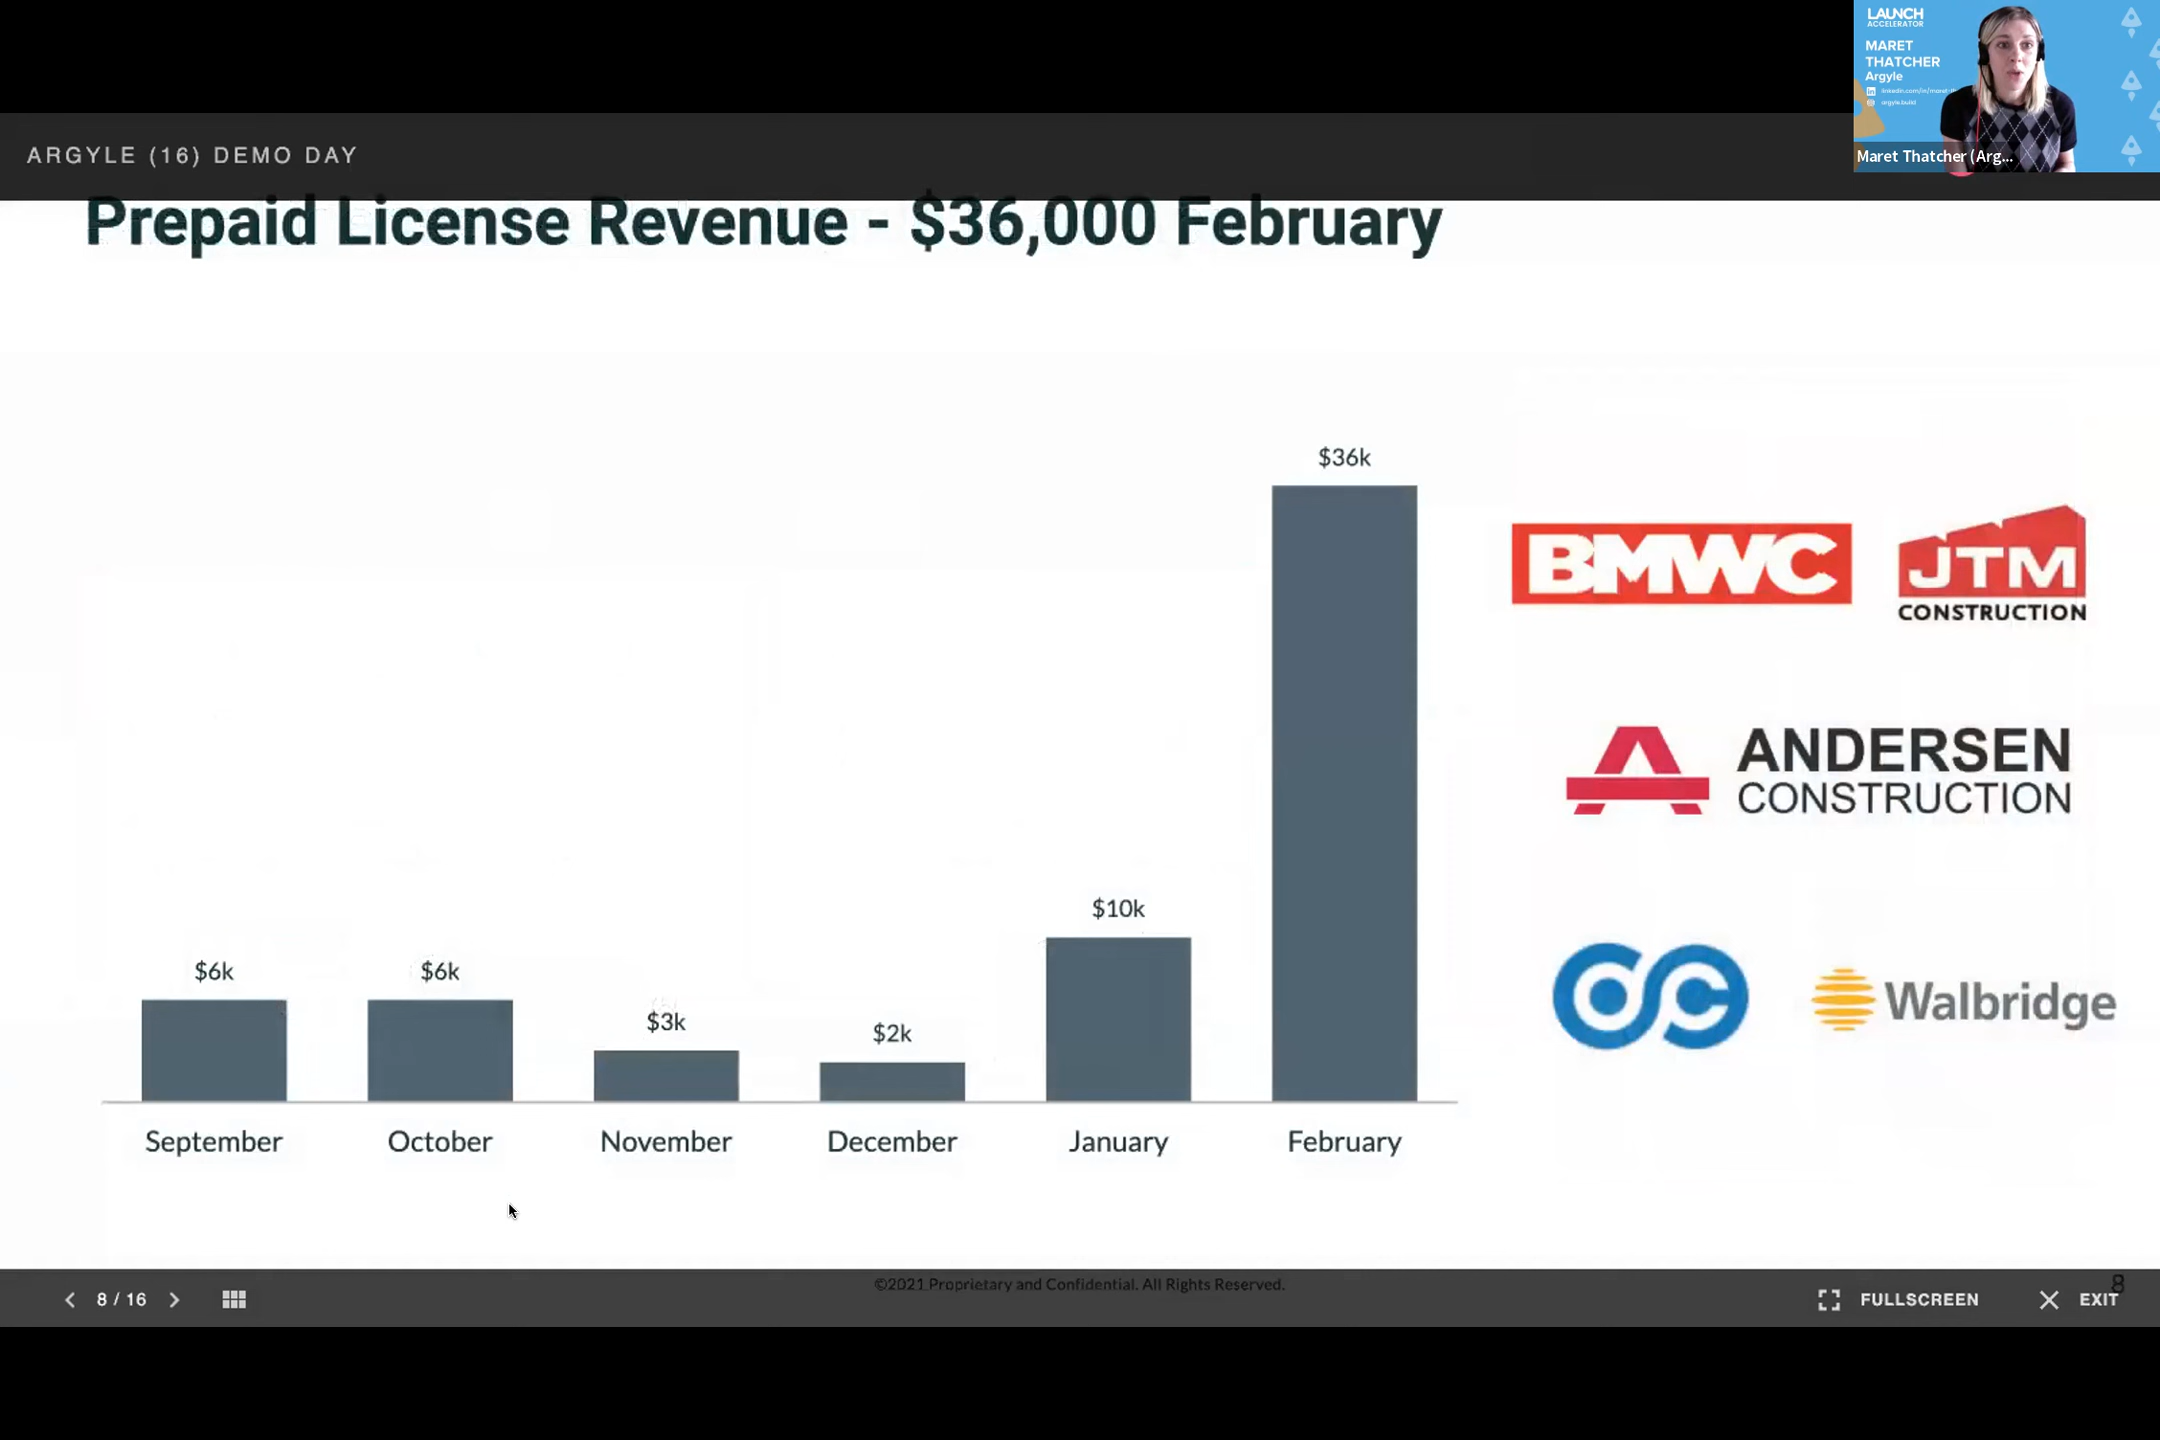 LAUNCH
ACCELERATOR
MARET
THATCHER
Argyle
argyle.build
Maret Thatcher (Arg...
ARGYLE (16) DEMO DAY
Prepaid License Revenue - $36,000 February
$6k
$6k
$3k
$2k
$10k
$36k
September
October
November
December
January
February
BMWC
JTM
CONSTRUCTION
ANDERSEN
CONSTRUCTION
Walbridge
©2021 Proprietary and Confidential. All Rights Reserved.
8
8 / 16
FULLSCREEN
EXIT